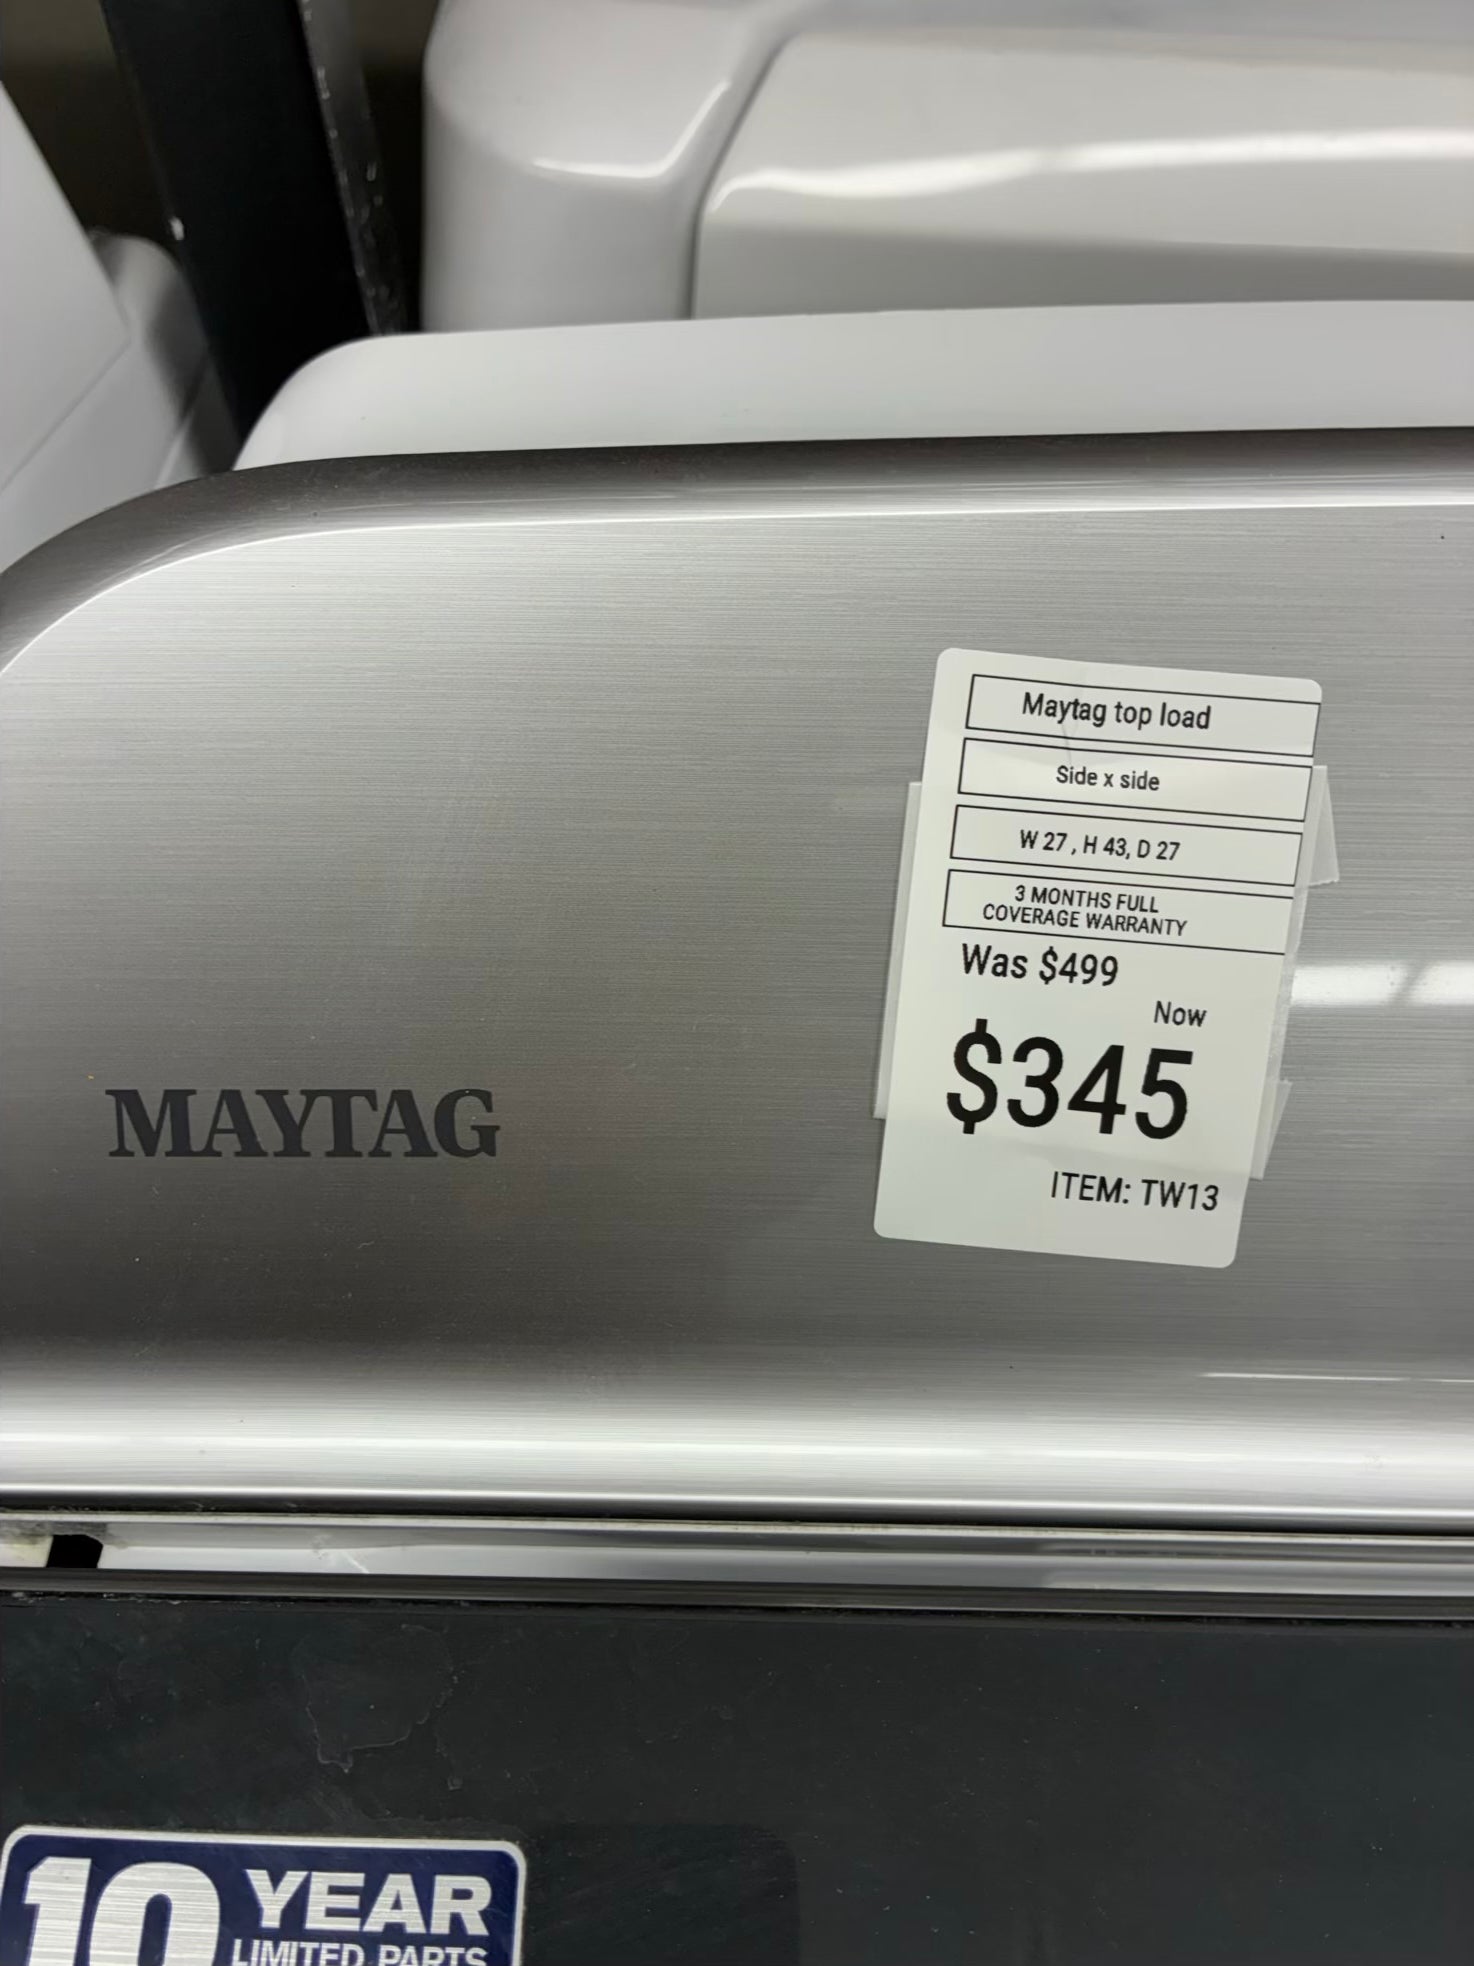 Maytag top load
Side x side
W 27 , H 43, D 27
3 MONTHS FULL
COVERAGE WARRANTY
Was $499
Now
$345
ITEM: TW13
MAYTAG
10 YEAR
LIMITED PARTS